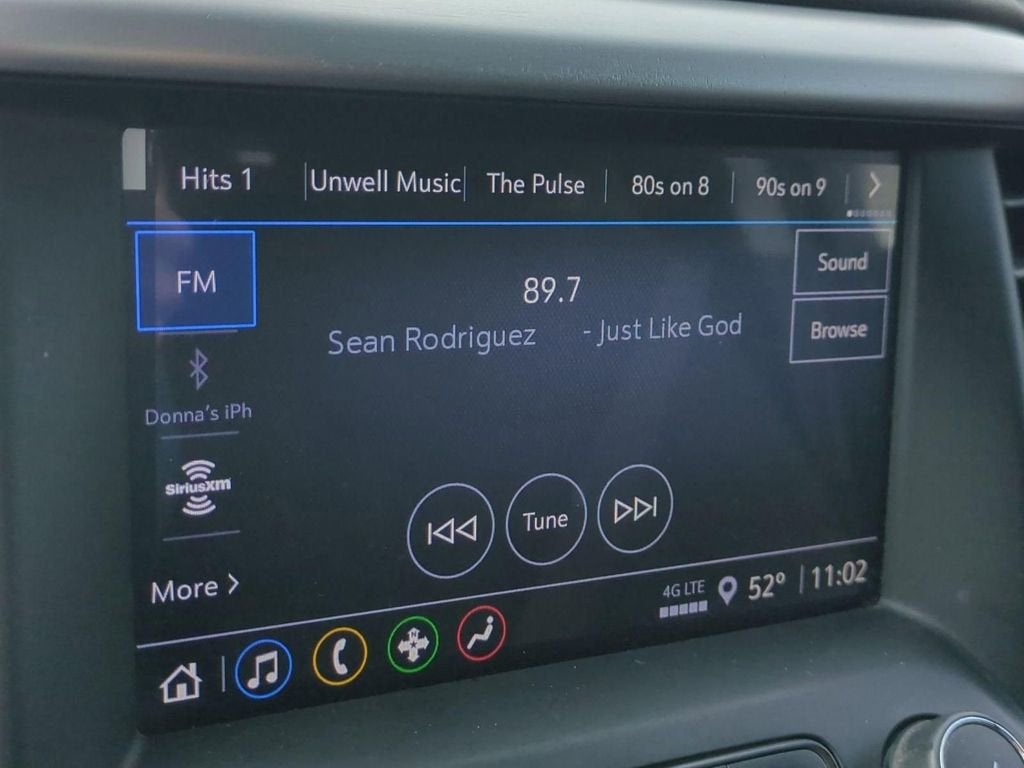 Hits 1 Unwell Music The Pulse 80s on 8 90s on 9
FM
89.7
Sound
Sean Rodriguez - Just Like God
Browse
Donna's iPh
SiriusXM
Tune
More
4G LTE 52° 11:02